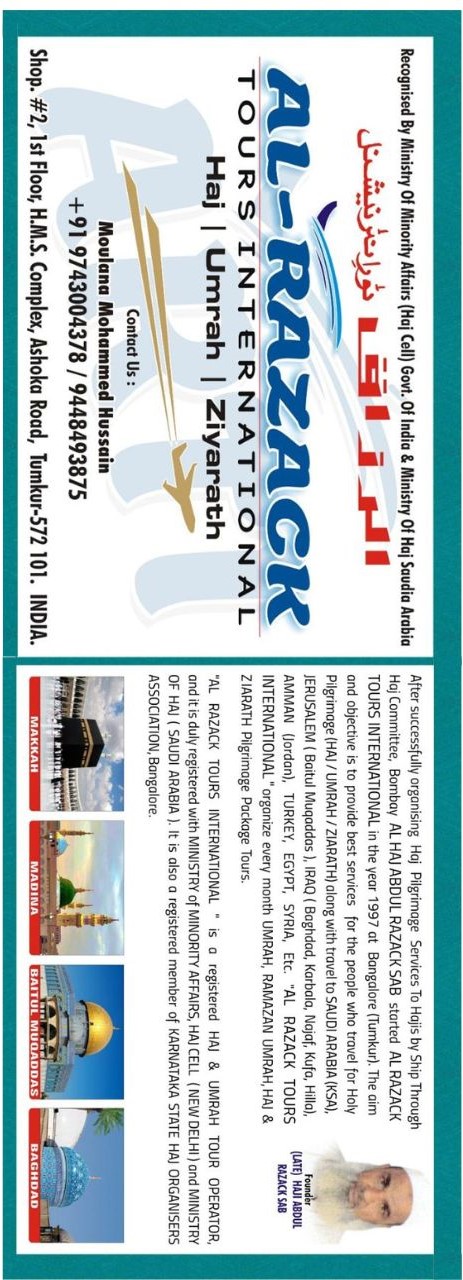 Recognised By Ministry Of Minority Affairs (Haj Cell) Govt. Of India & Ministry Of Haj Saudia Arabia
الرزاق ٹورانٹرنیشنل
AL-RAZACK
TOURS INTERNATIONAL
Haj | Umrah | Ziyarath
ARTI
Contact Us :
Moulana Mohammed Hussain
+91 9743004378 / 9448493875
Shop. #2, 1st Floor, H.M.S. Complex, Ashoka Road, Tumkur-572 101. INDIA.
After successfully organising Haj Pilgrimage Services To Hajis by Ship Through
Haj Committee, Bombay AL HAJ ABDUL RAZACK SAB started AL RAZACK
TOURS INTERNATIONAL in the year 1997 at Bangalore (Tumkur). The aim
and objective is to provide best services for the people who travel for Holy
Pilgrimage (HAJ / UMRAH / ZIARATH) along with travel to SAUDI ARABIA (KSA),
JERUSALEM ( Baitul Muqaddas ), IRAQ ( Baghdad, Karbala, Najaf, Kufa, Hilla),
AMMAN (Jordan), TURKEY, EGYPT, SYRIA, Etc. "AL RAZACK TOURS
INTERNATIONAL " organize every month UMRAH, RAMAZAN UMRAH, HAJ &
ZIARATH Pilgrimage Package Tours.
Founder
(LATE) HAJI ABDUL
RAZACK SAB
"AL RAZACK TOURS INTERNATIONAL " is a registered HAJ & UMRAH TOUR OPERATOR,
and it is duly registered with MINISTRY of MINORITY AFFAIRS, HAJ CELL ( NEW DELHI ) and MINISTRY
OF HAJ ( SAUDI ARABIA ). It is also a registered member of KARNATAKA STATE HAJ ORGANISERS
ASSOCIATION, Bangalore.
MAKKAH
MADINA
BAITUL MUQADDAS
BAGHDAD